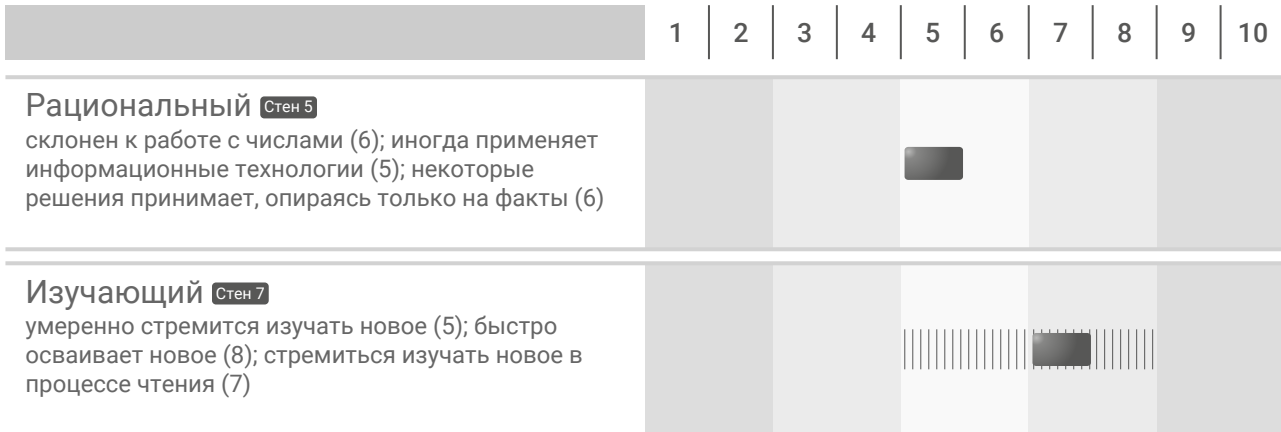 1 2 3 4 5 6 7 8 9 10
Рациональный Стен 5
склонен к работе с числами (6); иногда применяет
информационные технологии (5); некоторые
решения принимает, опираясь только на факты (6)
Изучающий Стен 7
умеренно стремится изучать новое (5); быстро
осваивает новое (8); стремиться изучать новое в
процессе чтения (7)